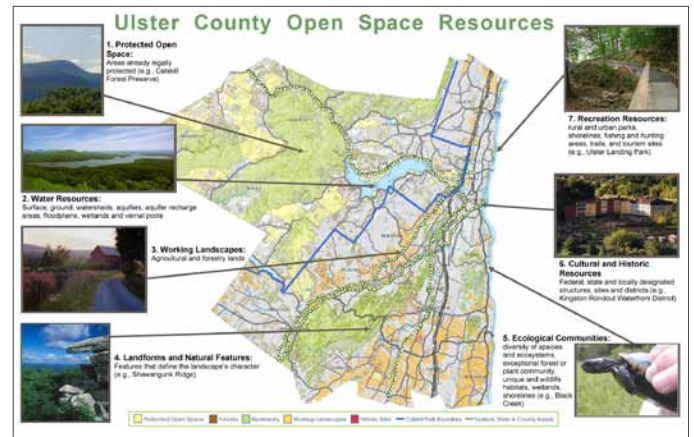 Ulster County Open Space Resources
1. Protected Open
Space:
Areas already legally
protected (e.g., Catskill
Forest Preserve)
2. Water Resources:
Surface, ground, watersheds, aquifers, aquifer recharge
areas, floodplains, wetlands and vernal pools
3. Working Landscapes:
Agricultural and forestry lands
4. Landforms and Natural Features:
Features that define the landscape's character
(e.g., Shawangunk Ridge)
7. Recreation Resources:
rural and urban parks,
shorelines, fishing and hunting
areas, trails, and tourism sites
(e.g., Ulster Landing Park)
6. Cultural and Historic
Resources
Federal, state and locally designated
structures, sites and districts (e.g.,
Kingston Rondout Waterfront District)
5. Ecological Communities:
diversity of species
and ecosystems,
exceptional forest or
plant community,
unique and wildlife
habitats, wetlands,
shorelines (e.g., Black
Creek)
Protected Open Space
Forests
Biodiversity
Working Landscapes
Historic Sites
Catskill Park Boundary
Federal, State & County Roads